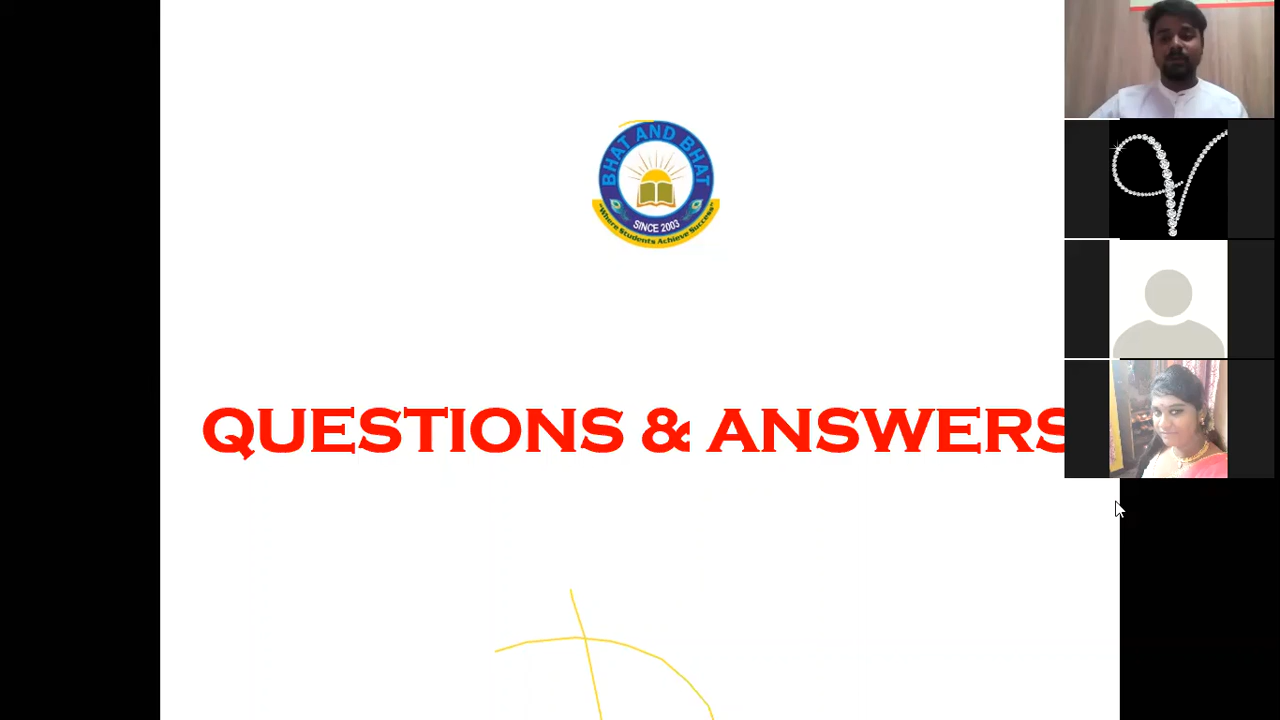 BHAT AND BHAT
SINCE 2003
"Where Students Achieve Success"
QUESTIONS & ANSWERS